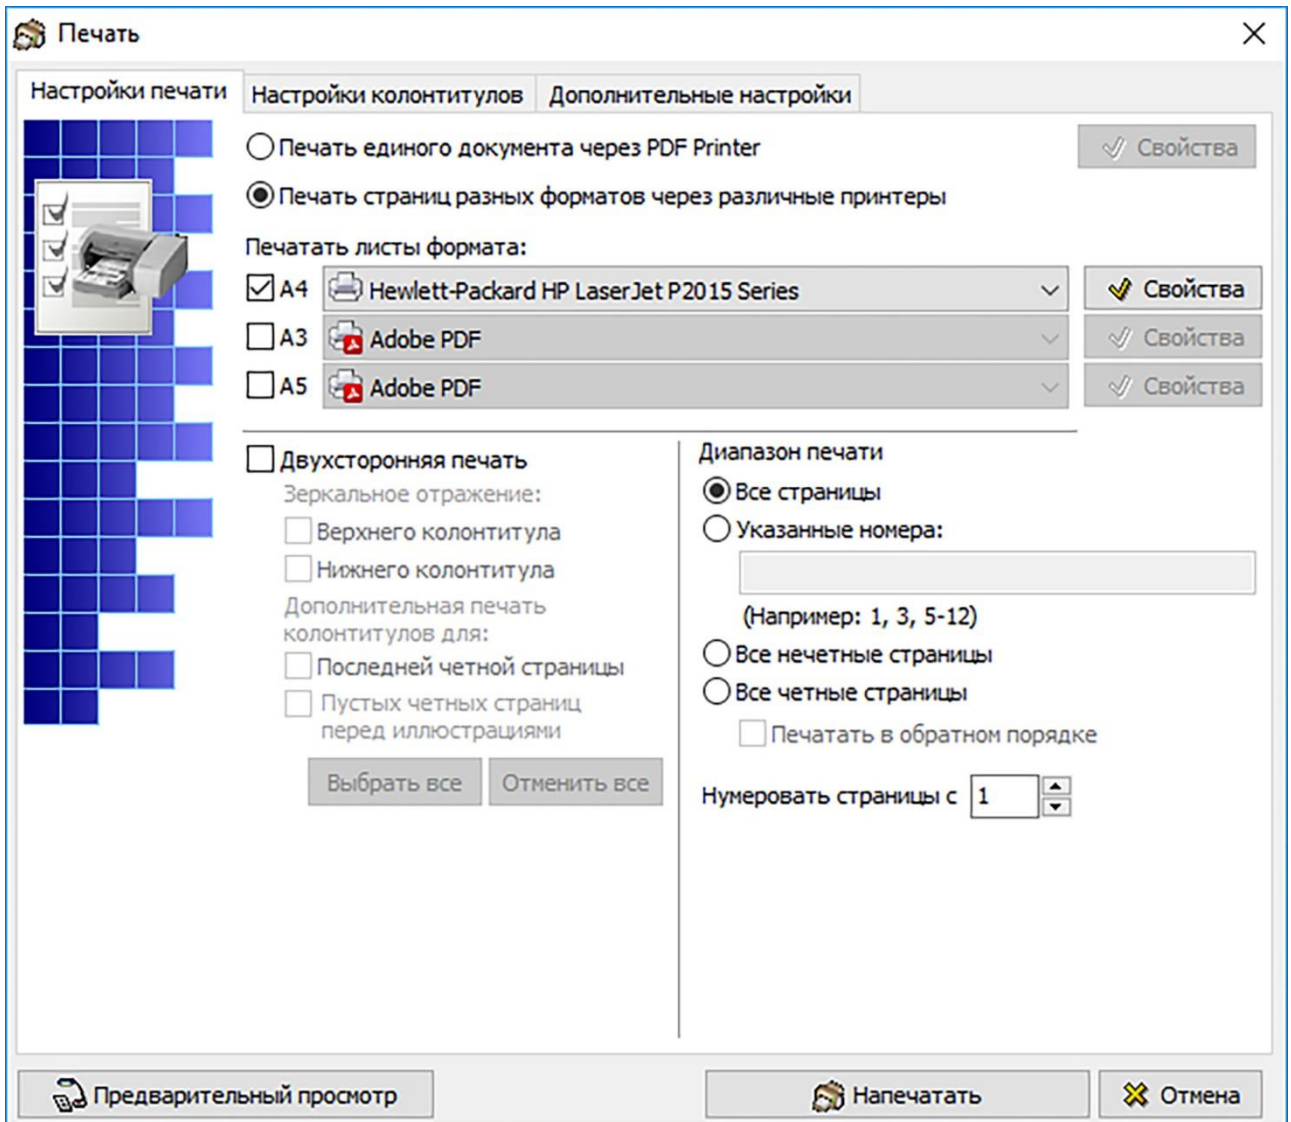 Печать
Настройки печати
Настройки колонтитулов
Дополнительные настройки
Печать единого документа через PDF Printer
Свойства
Печать страниц разных форматов через различные принтеры
Печатать листы формата:
A4 Hewlett-Packard HP LaserJet P2015 Series Свойства
A3 Adobe PDF Свойства
A5 Adobe PDF Свойства
Двухсторонняя печать
Зеркальное отражение:
Верхнего колонтитула
Нижнего колонтитула
Дополнительная печать
колонтитулов для:
Последней четной страницы
Пустых четных страниц
перед иллюстрациями
Выбрать все
Отменить все
Диапазон печати
Все страницы
Указанные номера:
(Например: 1, 3, 5-12)
Все нечетные страницы
Все четные страницы
Печатать в обратном порядке
Нумеровать страницы с 1
Предварительный просмотр
Напечатать
Отмена